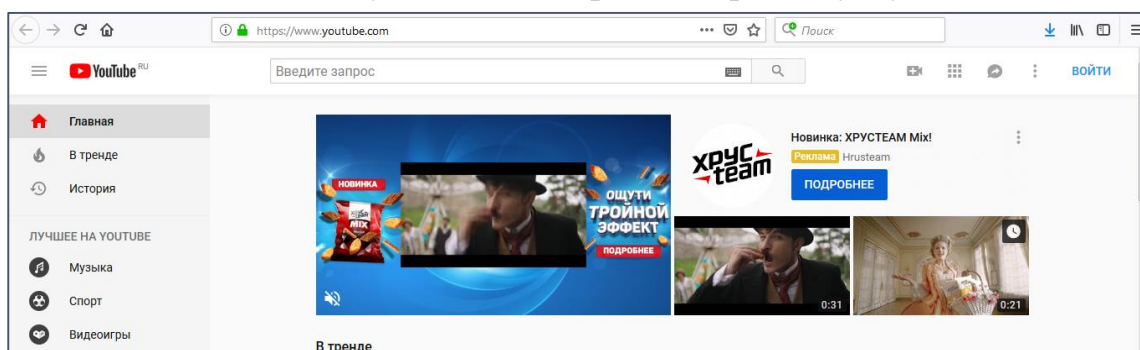 https://www.youtube.com
Поиск
YouTube RU
Введите запрос
ВОЙТИ
Главная
В тренде
История
ЛУЧШЕЕ НА YOUTUBE
Музыка
Спорт
Видеоигры
НОВИНКА
MIX
ОЩУТИ
ТРОЙНОЙ
ЭФФЕКТ
ПОДРОБНЕЕ
хрус
team
Новинка: ХРУСТЕАМ Mix!
Реклама Hrusteam
ПОДРОБНЕЕ
0:31
0:21
В тренде